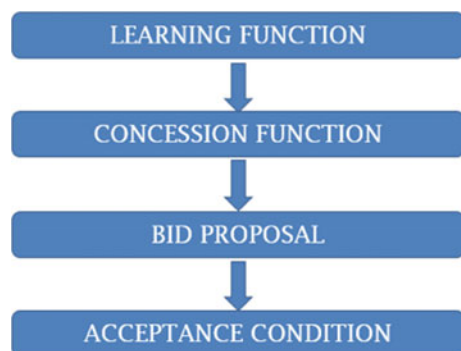 LEARNING FUNCTION
CONCESSION FUNCTION
BID PROPOSAL
ACCEPTANCE CONDITION